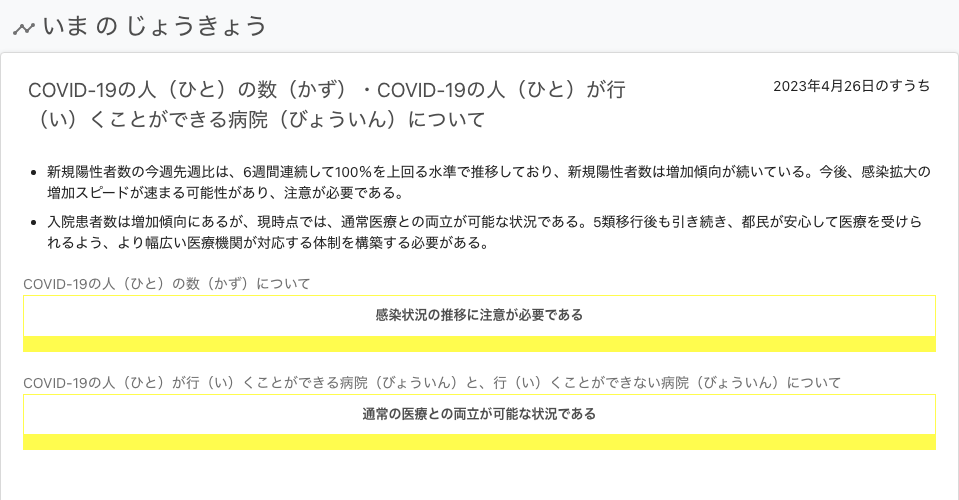 いま の じょうきょう
COVID-19の人（ひと）の数（かず）・COVID-19の人（ひと）が行
（い）くことができる病院（びょういん）について
2023年4月26日のすうち
新規陽性者数の今週先週比は、6週間連続して100％を上回る水準で推移しており、新規陽性者数は増加傾向が続いている。今後、感染拡大の
増加スピードが速まる可能性があり、注意が必要である。
入院患者数は増加傾向にあるが、現時点では、通常医療との両立が可能な状況である。5類移行後も引き続き、都民が安心して医療を受けら
れるよう、より幅広い医療機関が対応する体制を構築する必要がある。
COVID-19の人（ひと）の数（かず）について
感染状況の推移に注意が必要である
COVID-19の人（ひと）が行（い）くことができる病院（びょういん）と、行（い）くことができない病院（びょういん）について
通常の医療との両立が可能な状況である